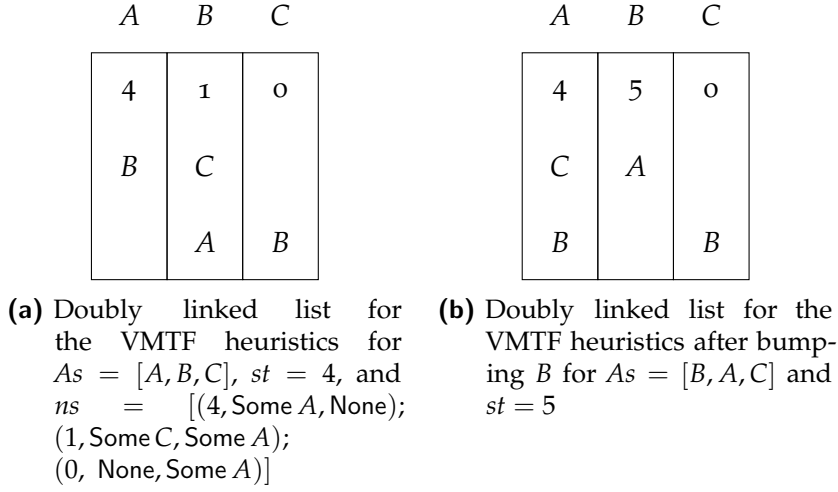 A B C
4 1 0
B C
A B
(a) Doubly linked list for
the VMTF heuristics for
As = [A, B, C], st = 4, and
ns = [(4, Some A, None);
(1, Some C, Some A);
(0, None, Some A)]
A B C
4 5 0
C A
B B
(b) Doubly linked list for the
VMTF heuristics after bump-
ing B for As = [B, A, C] and
st = 5